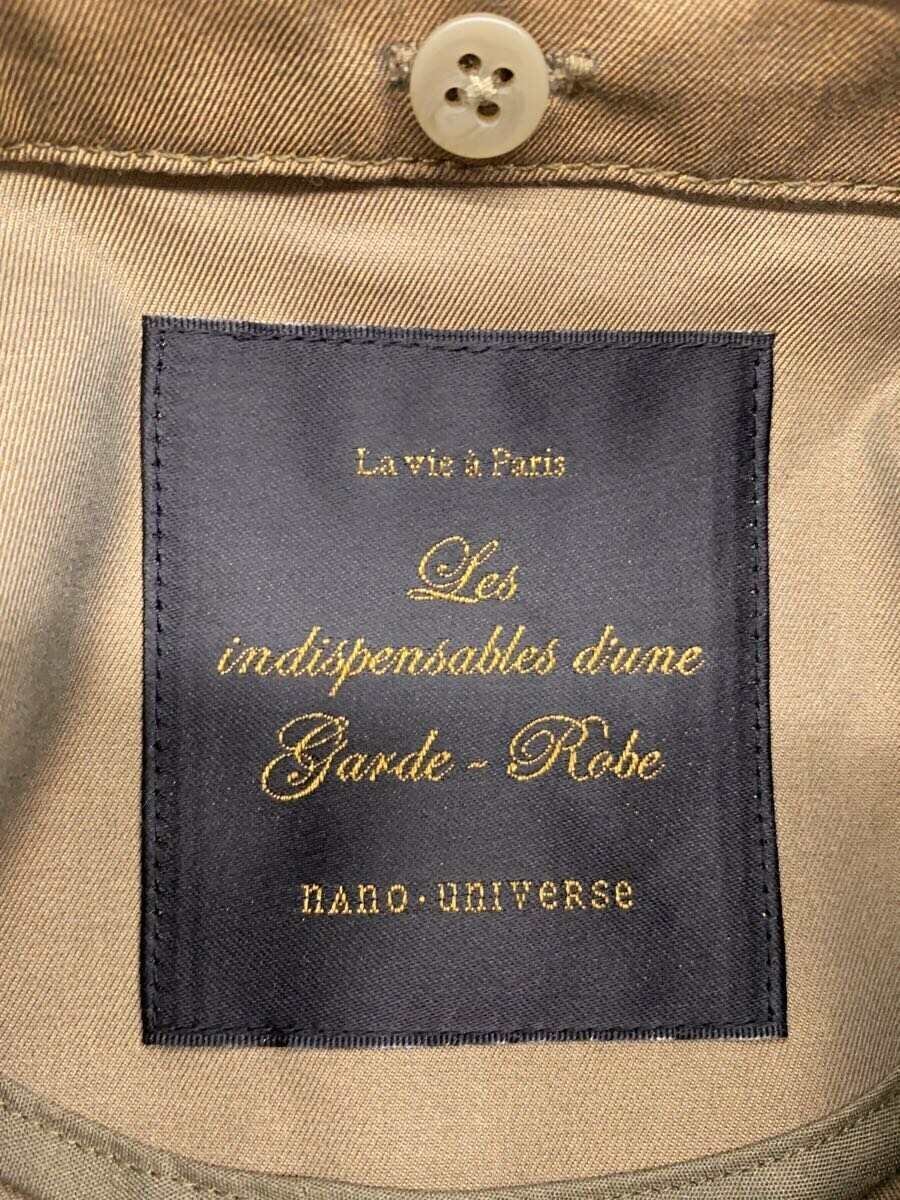 La vie à Paris
Les
indispensables d'une
Garde - Robe
nano·universe